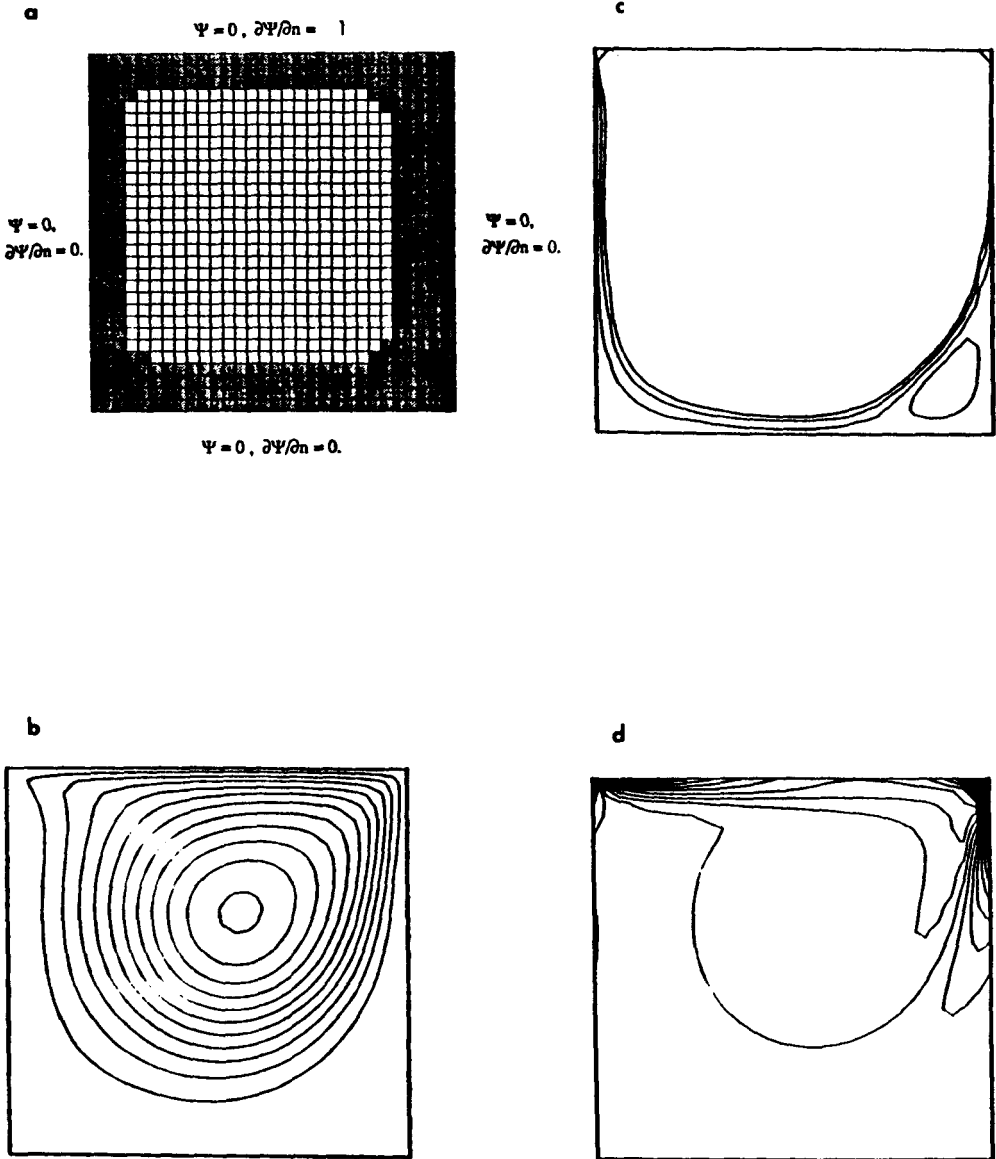 a
Ψ = 0 , ∂Ψ/∂n = 1
Ψ = 0,
∂Ψ/∂n = 0.
Ψ = 0 , ∂Ψ/∂n = 0.
c
Ψ = 0,
∂Ψ/∂n = 0.
b
d